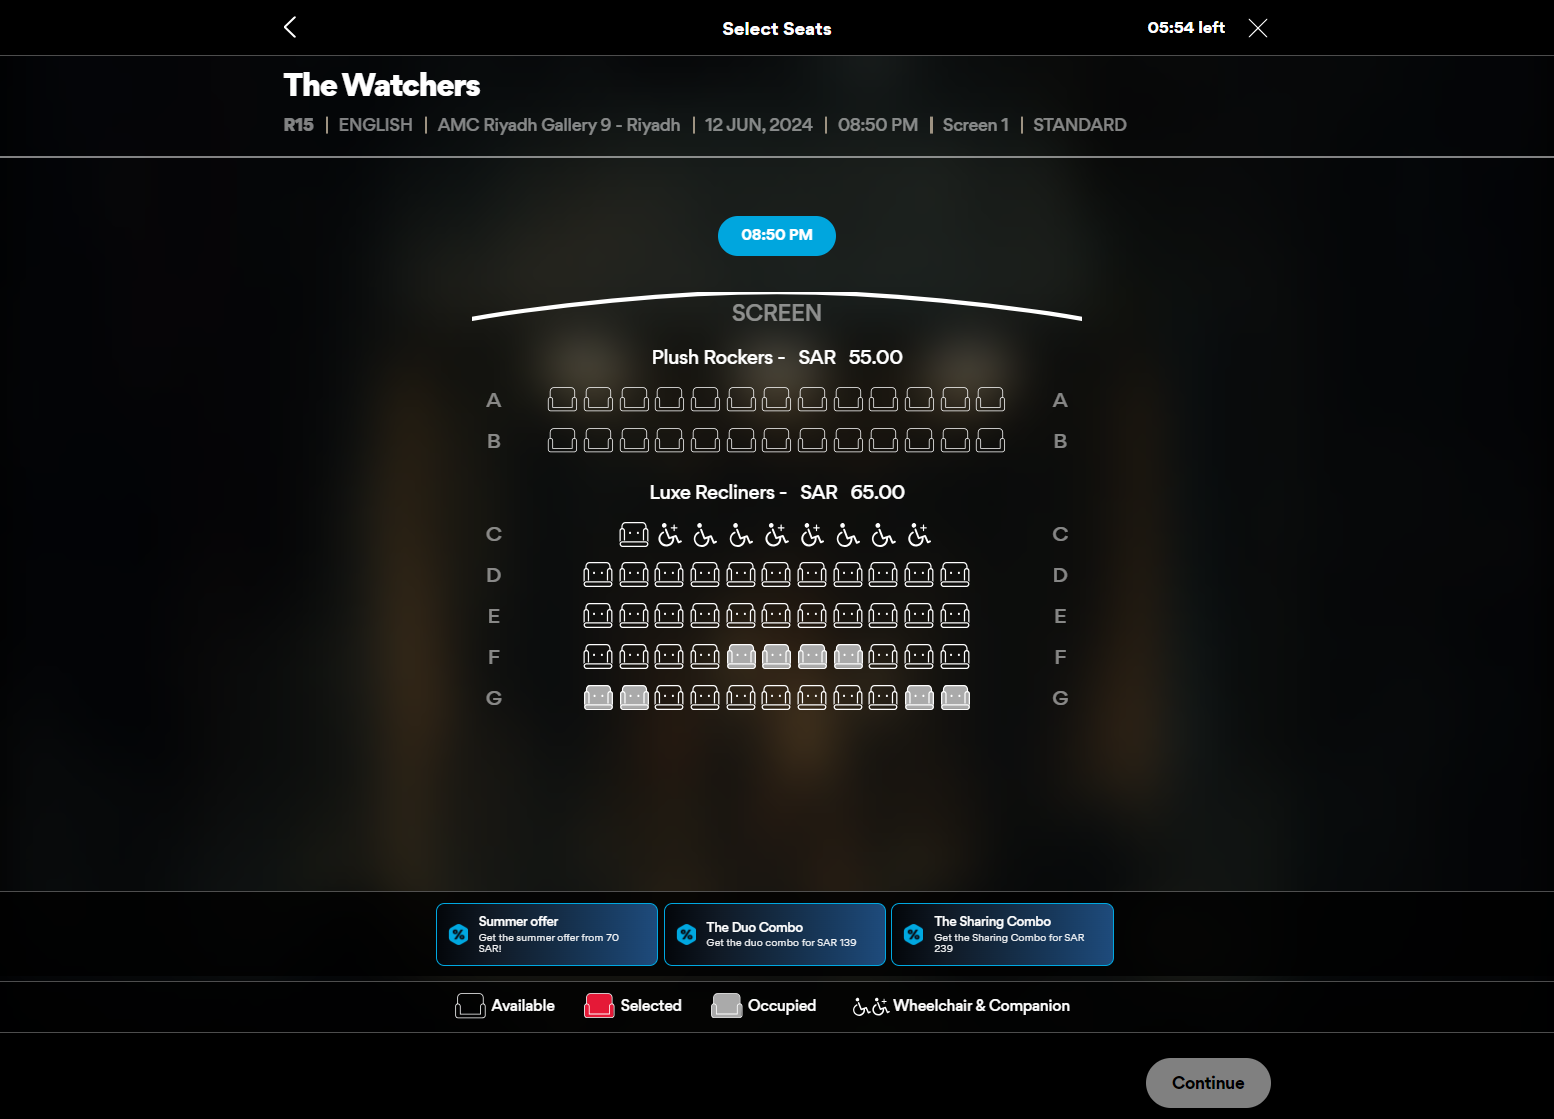 Select Seats
05:54 left
The Watchers
R15 | ENGLISH | AMC Riyadh Gallery 9 - Riyadh | 12 JUN, 2024 | 08:50 PM | Screen 1 | STANDARD
08:50 PM
SCREEN
Plush Rockers - SAR 55.00
A A
B B
Luxe Recliners - SAR 65.00
C C
D D
E E
F F
G G
Summer offer
Get the summer offer from 70
SAR!
The Duo Combo
Get the duo combo for SAR 139
The Sharing Combo
Get the Sharing Combo for SAR
239
Available Selected Occupied Wheelchair & Companion
Continue